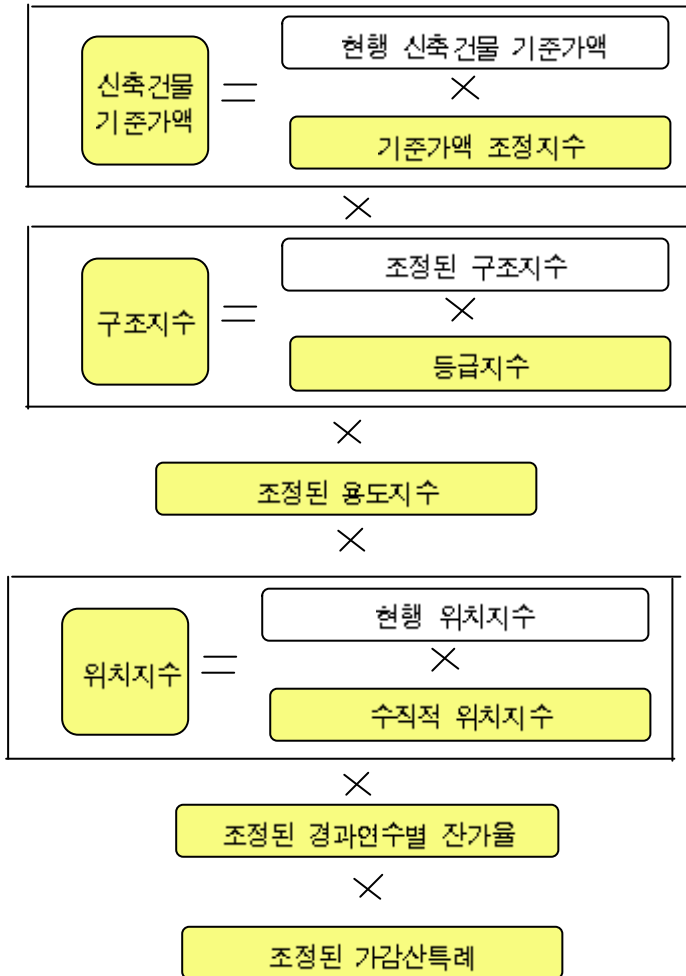 현행 신축건물 기준가액
신축건물
기준가액
=
×
기준가액 조정지수
×
조정된 구조지수
구조지수
=
×
등급지수
×
조정된 용도지수
×
현행 위치지수
위치지수
=
×
수직적 위치지수
×
조정된 경과연수별 잔가율
×
조정된 가감산특례